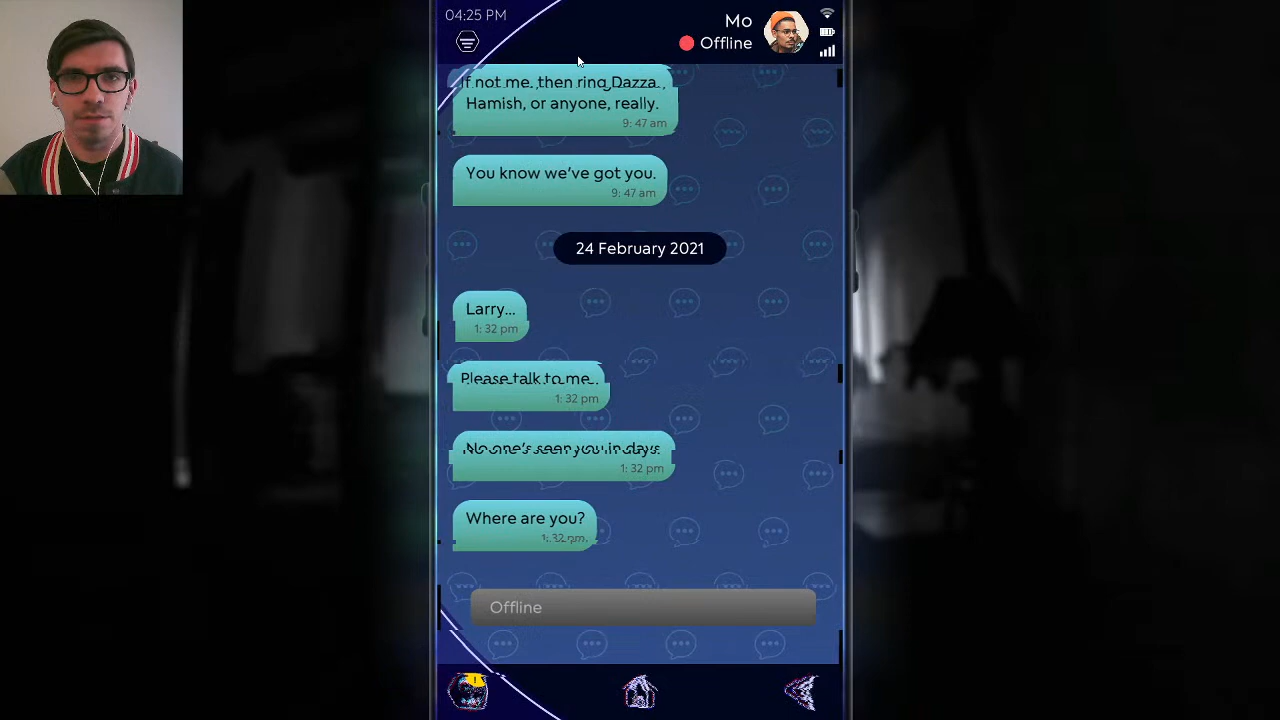 04:25 PM
Mo
Offline
If not me, then ring Dazza,
Hamish, or anyone, really.
9: 47 am
You know we've got you.
9: 47 am
24 February 2021
Larry...
1: 32 pm
Please talk to me.
1: 32 pm
No one's seen you in days.
1: 32 pm
Where are you?
1: 32 pm
Offline